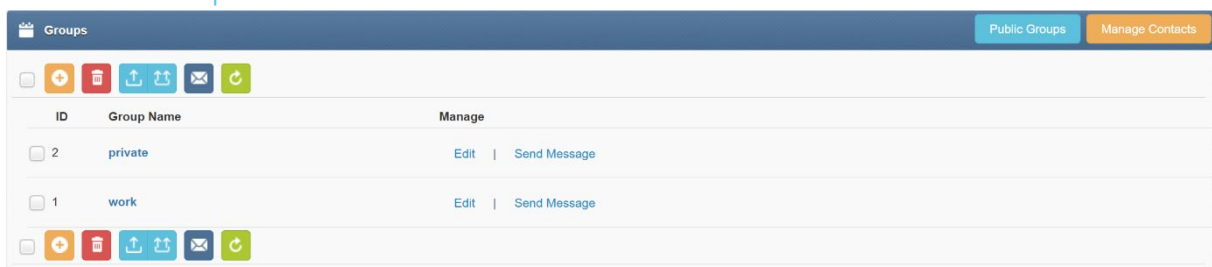 Groups Public Groups Manage Contacts
ID Group Name Manage
2 private Edit | Send Message
1 work Edit | Send Message